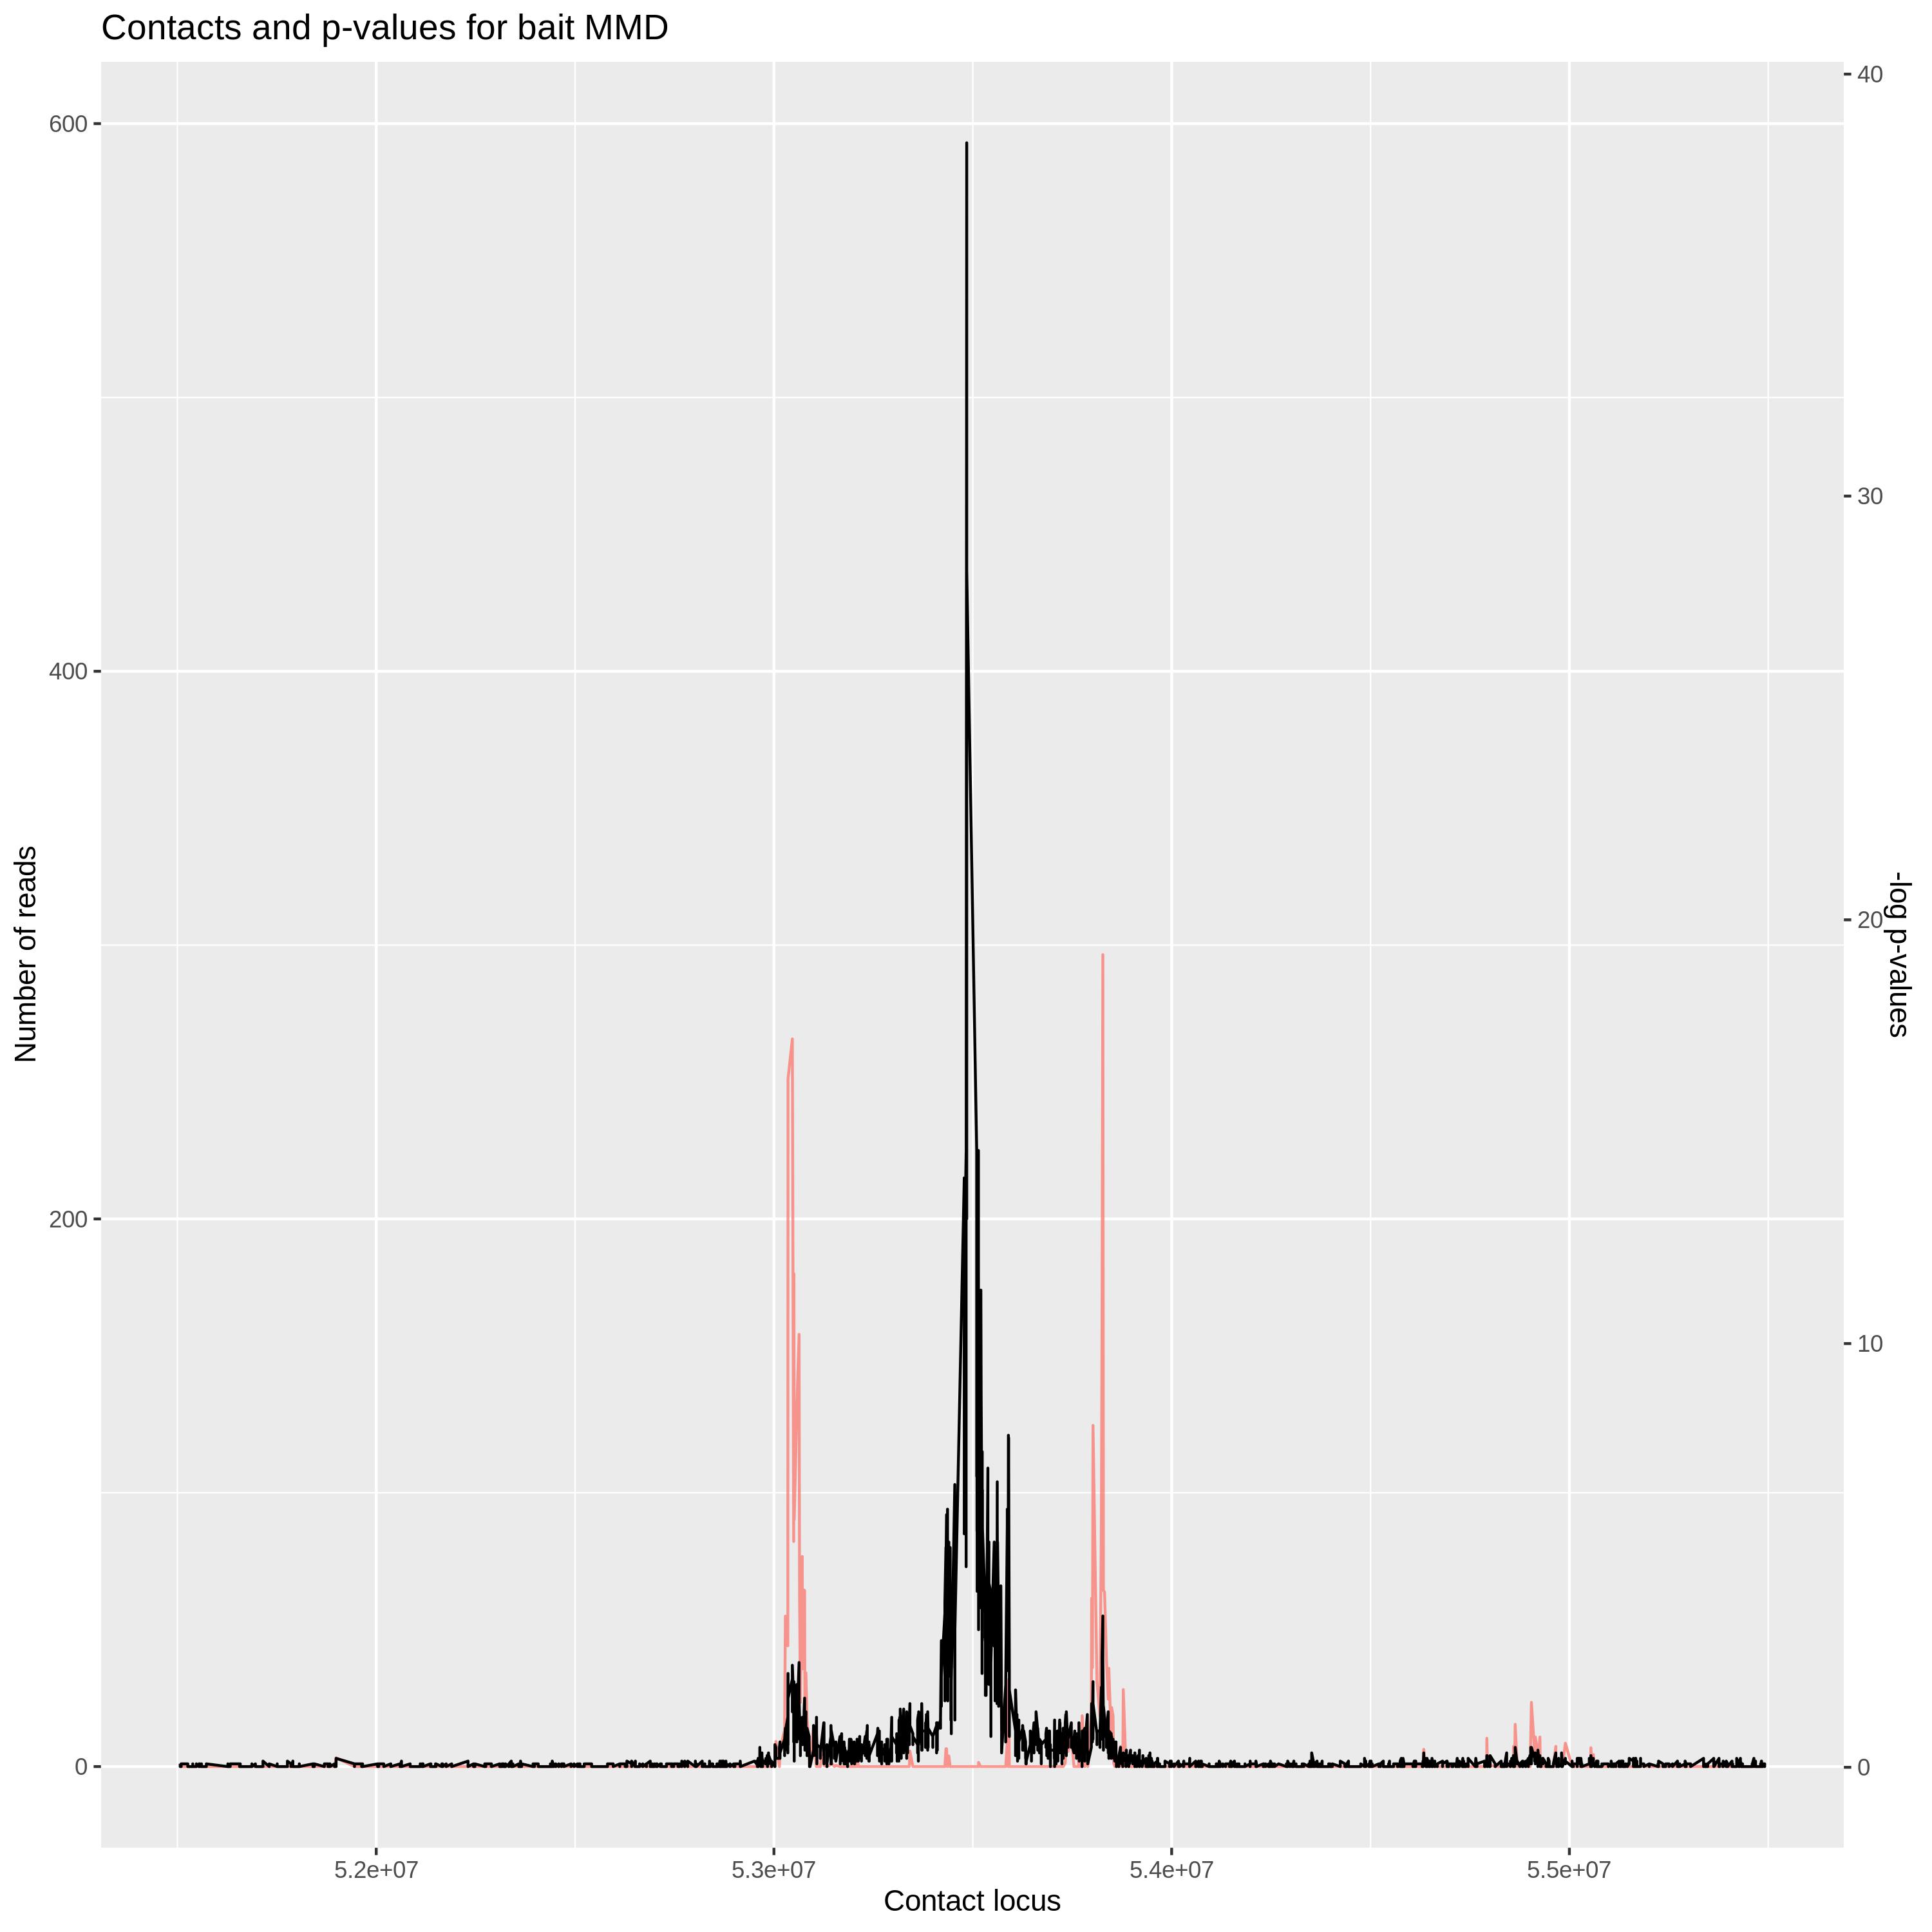 Contacts and p-values for bait MMD
600
400
200
0
Number of reads
40
30
20
10
0
-log p-values
5.2e+07
5.3e+07
5.4e+07
5.5e+07
Contact locus